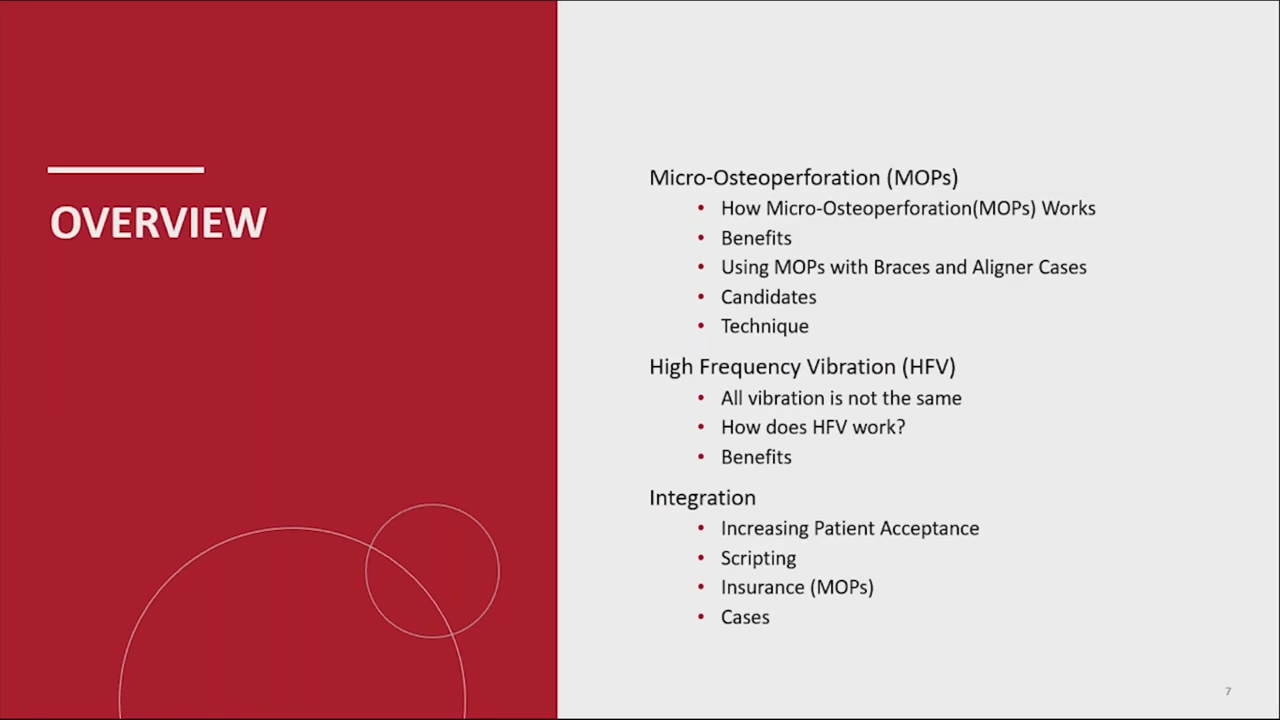 OVERVIEW
Micro-Osteoperforation (MOPs)
• How Micro-Osteoperforation(MOPs) Works
• Benefits
• Using MOPs with Braces and Aligner Cases
• Candidates
• Technique
High Frequency Vibration (HFV)
• All vibration is not the same
• How does HFV work?
• Benefits
Integration
• Increasing Patient Acceptance
• Scripting
• Insurance (MOPs)
• Cases
7